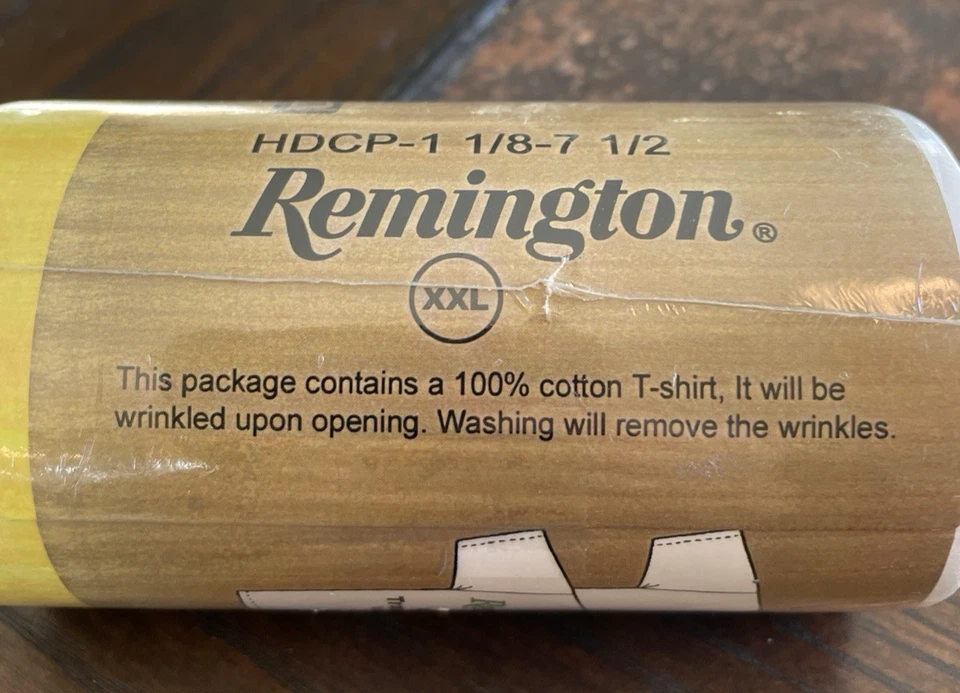 HDCP-1 1/8-7 1/2
Remington®
XXL
This package contains a 100% cotton T-shirt, It will be
wrinkled upon opening. Washing will remove the wrinkles.